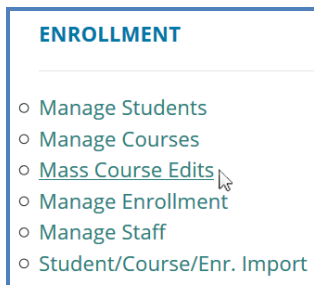 ENROLLMENT
Manage Students
Manage Courses
Mass Course Edits
Manage Enrollment
Manage Staff
Student/Course/Enr. Import